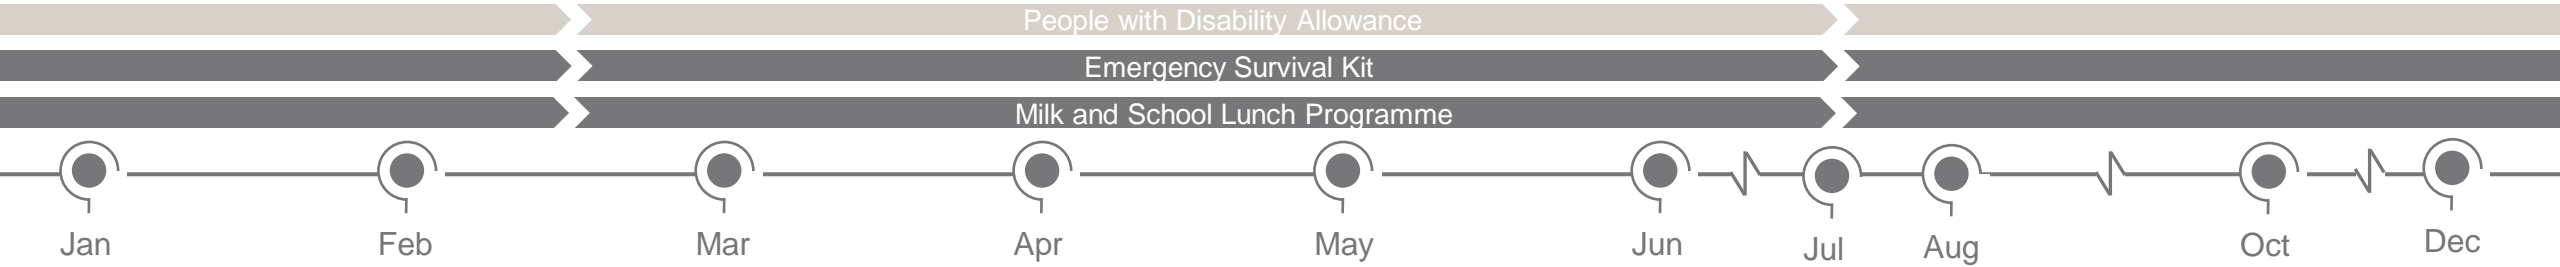 People with Disability Allowance
Emergency Survival Kit
Milk and School Lunch Programme
Jan Feb Mar Apr May Jun Jul Aug Oct Dec